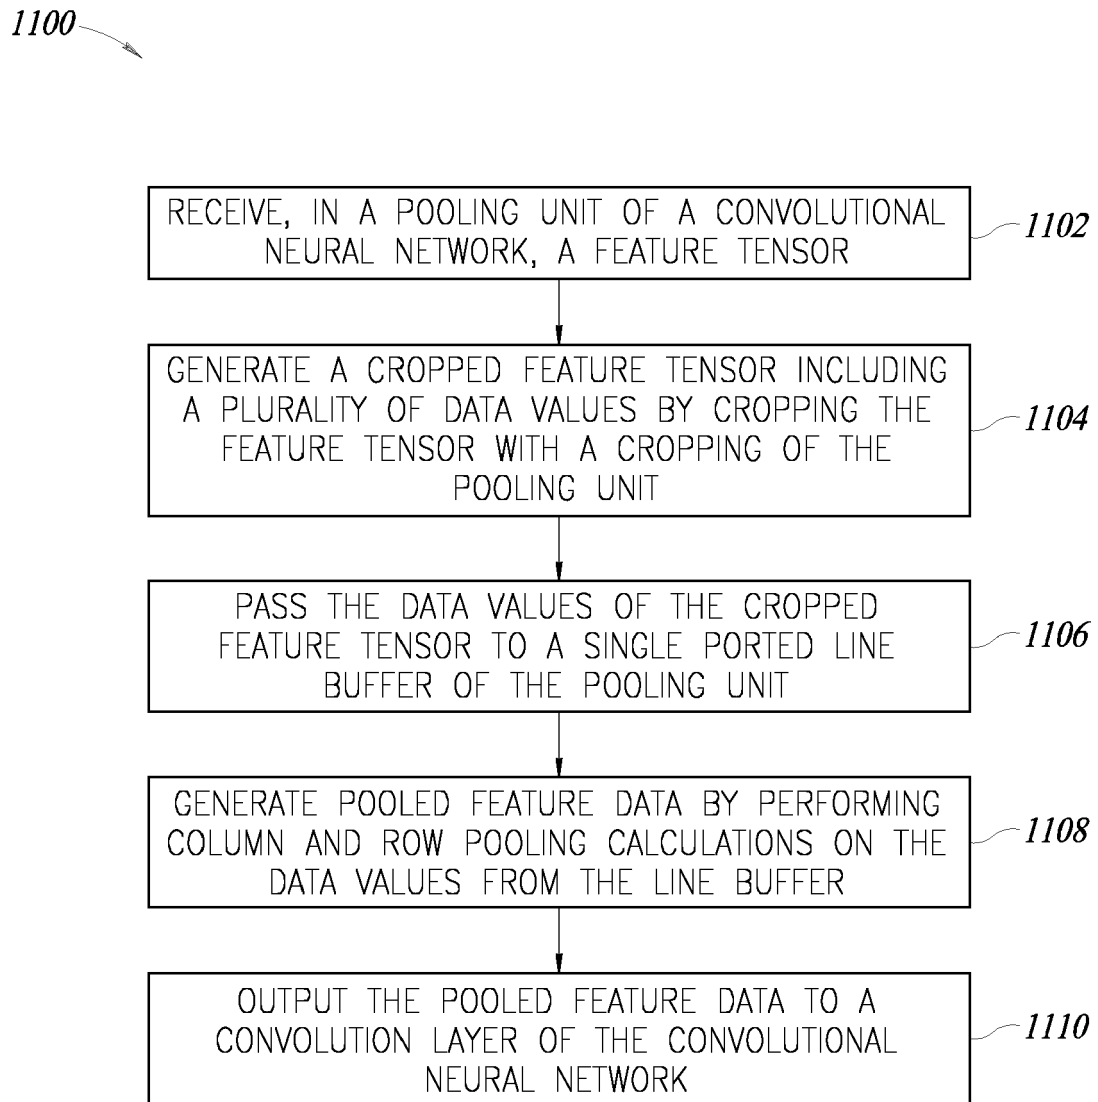 1100
RECEIVE, IN A POOLING UNIT OF A CONVOLUTIONAL
NEURAL NETWORK, A FEATURE TENSOR
1102
GENERATE A CROPPED FEATURE TENSOR INCLUDING
A PLURALITY OF DATA VALUES BY CROPPING THE
FEATURE TENSOR WITH A CROPPING OF THE
POOLING UNIT
1104
PASS THE DATA VALUES OF THE CROPPED
FEATURE TENSOR TO A SINGLE PORTED LINE
BUFFER OF THE POOLING UNIT
1106
GENERATE POOLED FEATURE DATA BY PERFORMING
COLUMN AND ROW POOLING CALCULATIONS ON THE
DATA VALUES FROM THE LINE BUFFER
1108
OUTPUT THE POOLED FEATURE DATA TO A
CONVOLUTION LAYER OF THE CONVOLUTIONAL
NEURAL NETWORK
1110